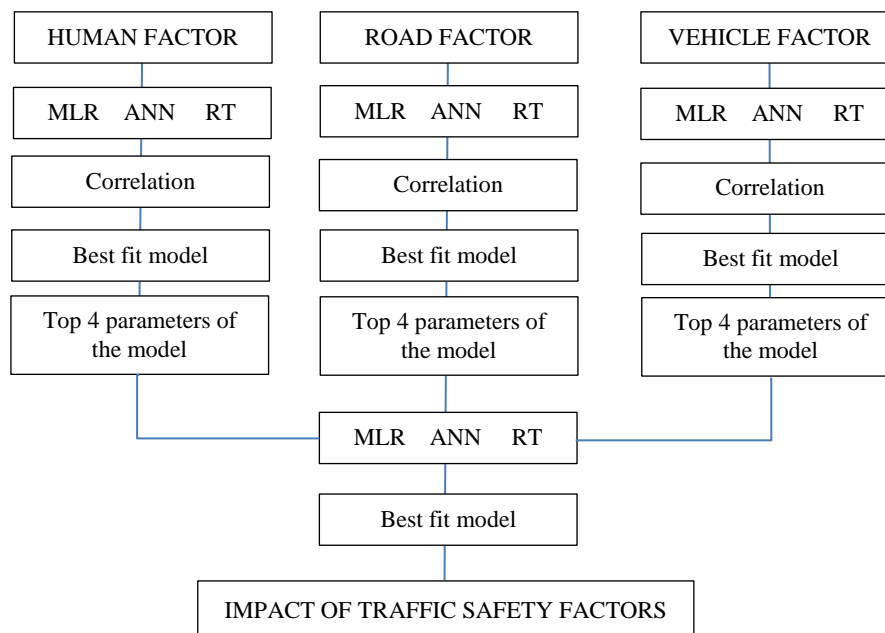 HUMAN FACTOR
ROAD FACTOR
VEHICLE FACTOR
MLR ANN RT
MLR ANN RT
MLR ANN RT
Correlation
Correlation
Correlation
Best fit model
Best fit model
Best fit model
Top 4 parameters of
the model
Top 4 parameters of
the model
Top 4 parameters of
the model
MLR ANN RT
Best fit model
IMPACT OF TRAFFIC SAFETY FACTORS